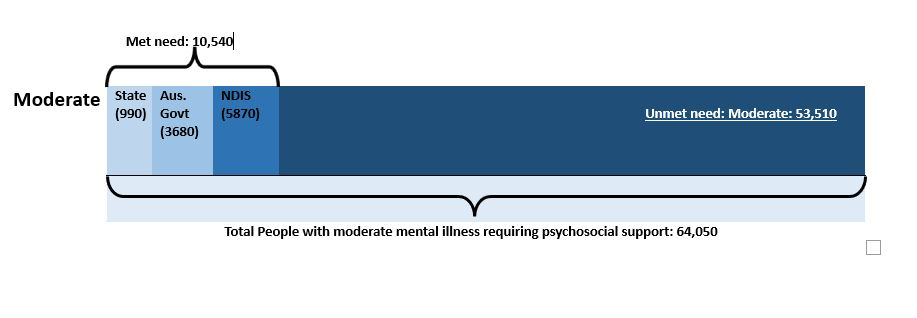 Met need: 10,540
Moderate
State
(990)
Aus.
Govt
(3680)
NDIS
(5870)
Unmet need: Moderate: 53,510
Total People with moderate mental illness requiring psychosocial support: 64,050